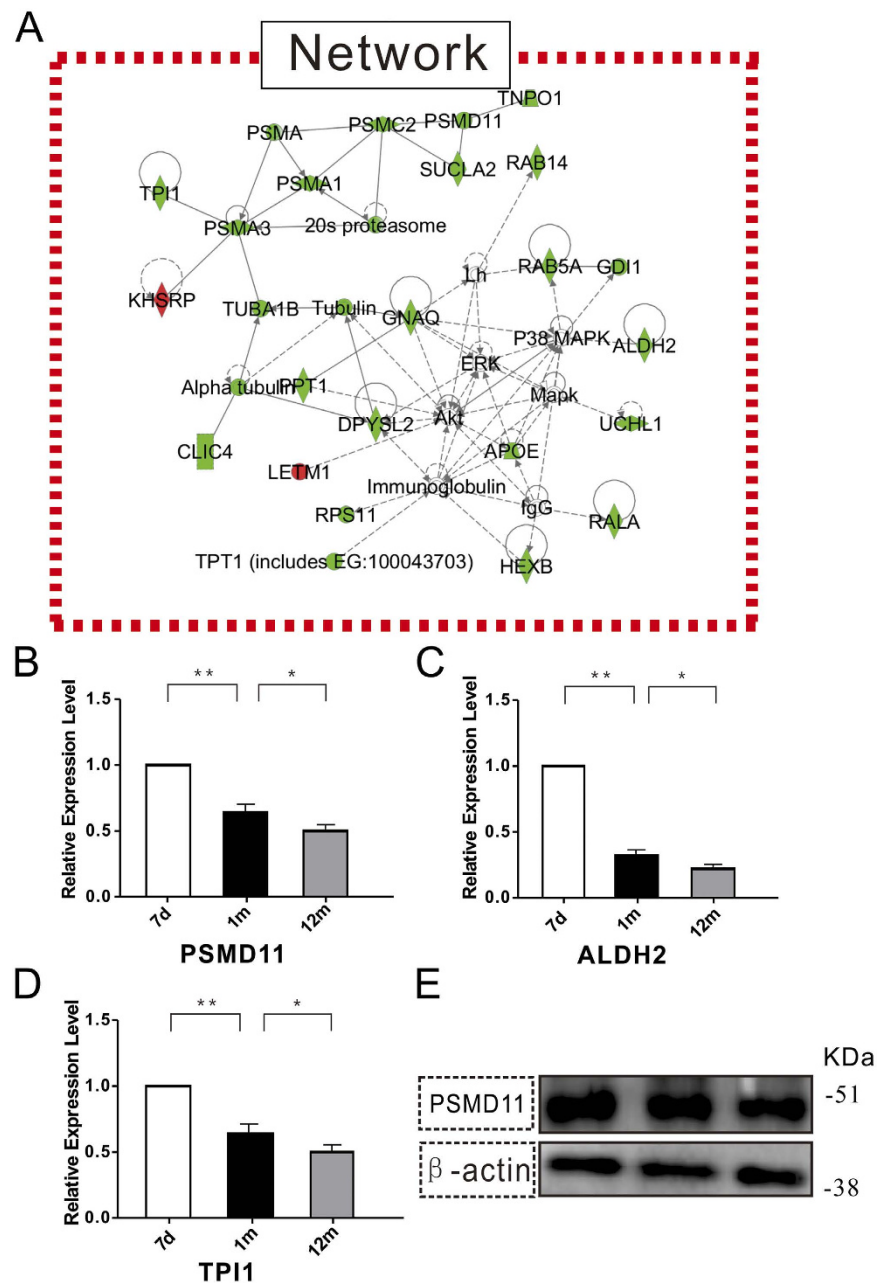 A
Network
TNPO1
PSMA
PSMC2
PSMD11
SUCLA2
RAB14
TPI1
PSMA1
PSMA3
20s proteasome
Lh
RAB5A
GDI1
KHSRP
TUBA1B
Tubulin
GNAQ
P38 MAPK
ALDH2
ERK
Alpha tubulin
PPT1
Mapk
DPYSL2
Akt
UCHL1
CLIC4
APOE
LETM1
Immunoglobulin
IgG
RPS11
RALA
TPT1 (includes EG:100043703)
HEXB
B
Relative Expression Level
1.5
1.0
0.5
0.0
**
*
7d
1m
12m
PSMD11
C
Relative Expression Level
1.5
1.0
0.5
0.0
**
*
7d
1m
12m
ALDH2
D
Relative Expression Level
1.5
1.0
0.5
0.0
**
*
7d
1m
12m
TPI1
E
KDa
PSMD11
-51
β-actin
-38